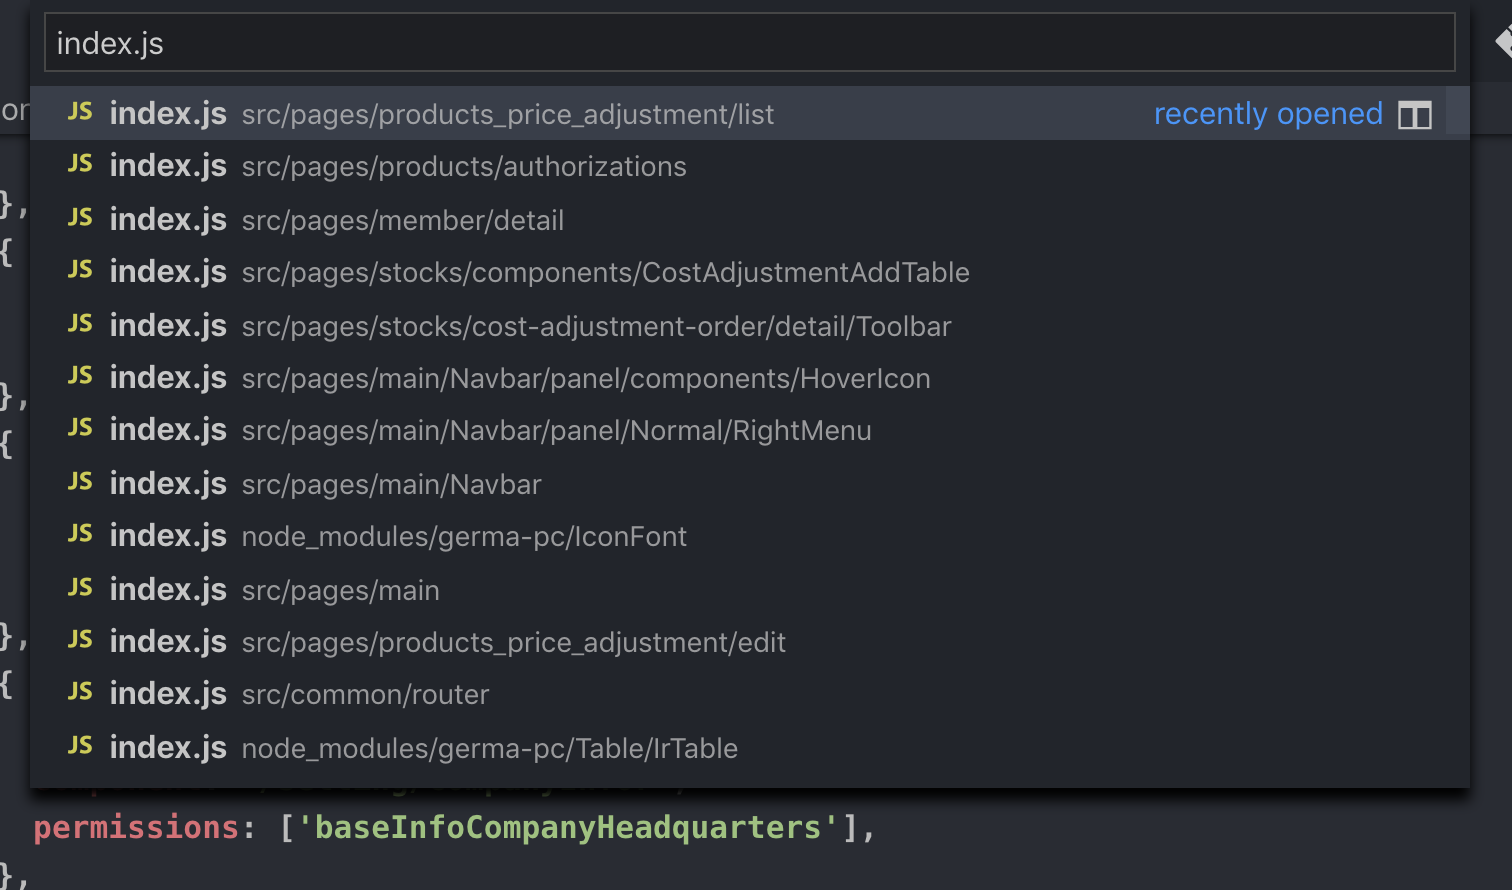 index.js
or
JS index.js src/pages/products_price_adjustment/list recently opened
JS index.js src/pages/products/authorizations
},
JS index.js src/pages/member/detail
{
JS index.js src/pages/stocks/components/CostAdjustmentAddTable
JS index.js src/pages/stocks/cost-adjustment-order/detail/Toolbar
JS index.js src/pages/main/Navbar/panel/components/HoverIcon
},
JS index.js src/pages/main/Navbar/panel/Normal/RightMenu
{
JS index.js src/pages/main/Navbar
JS index.js node_modules/germa-pc/IconFont
JS index.js src/pages/main
},
JS index.js src/pages/products_price_adjustment/edit
{
JS index.js src/common/router
JS index.js node_modules/germa-pc/Table/IrTable
permissions: ['baseInfoCompanyHeadquarters'],
},